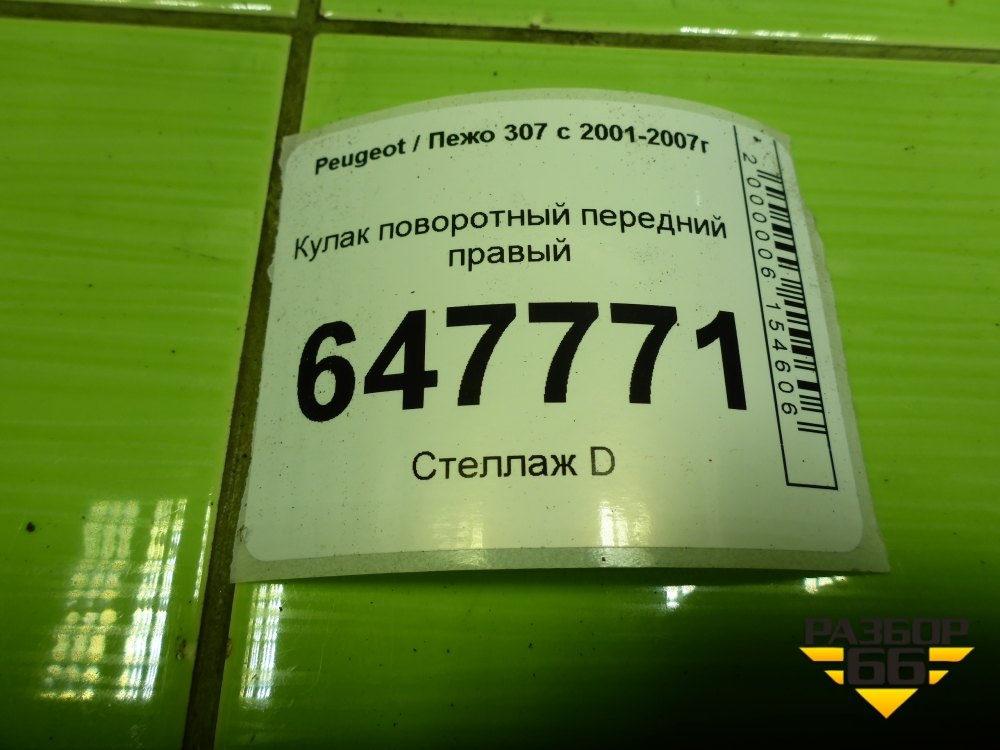 Peugeot / Пежо 307 с 2001-2007г
Кулак поворотный передний
правый
647771
Стеллаж D
2000006154606
РАЗБОР
66